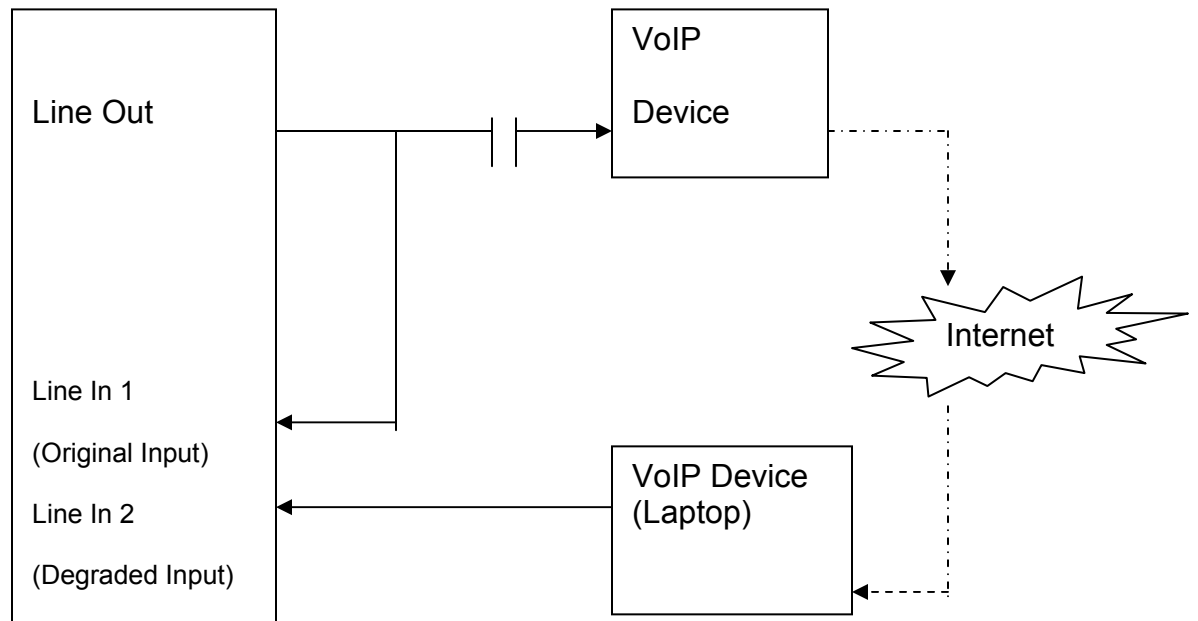 Line Out
VoIP
Device
Internet
Line In 1
(Original Input)
Line In 2
(Degraded Input)
VoIP Device
(Laptop)